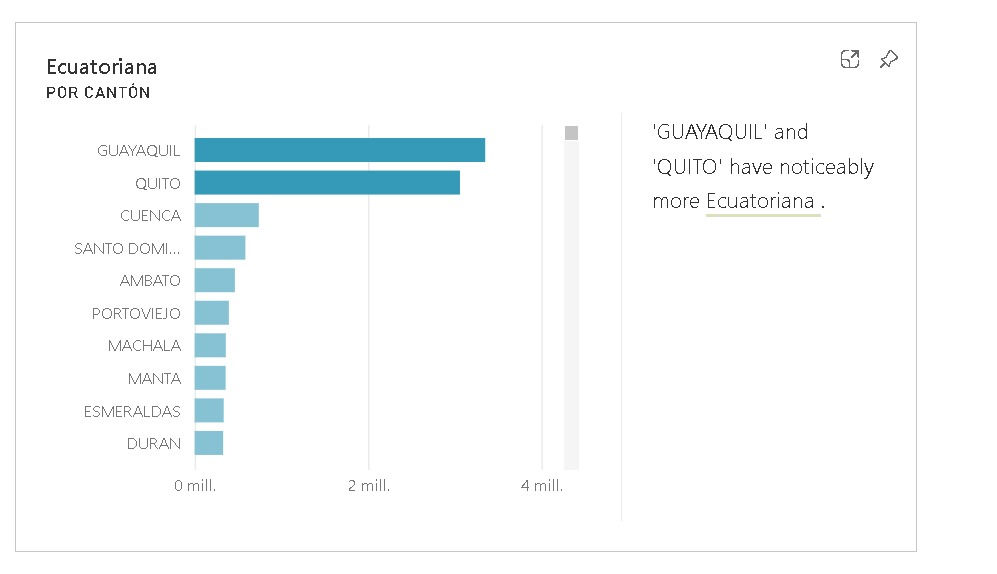 Ecuatoriana
POR CANTÓN
GUAYAQUIL
QUITO
CUENCA
SANTO DOMI...
AMBATO
PORTOVIEJO
MACHALA
MANTA
ESMERALDAS
DURAN
0 mill.
2 mill.
4 mill.
'GUAYAQUIL' and
'QUITO' have noticeably
more Ecuatoriana .